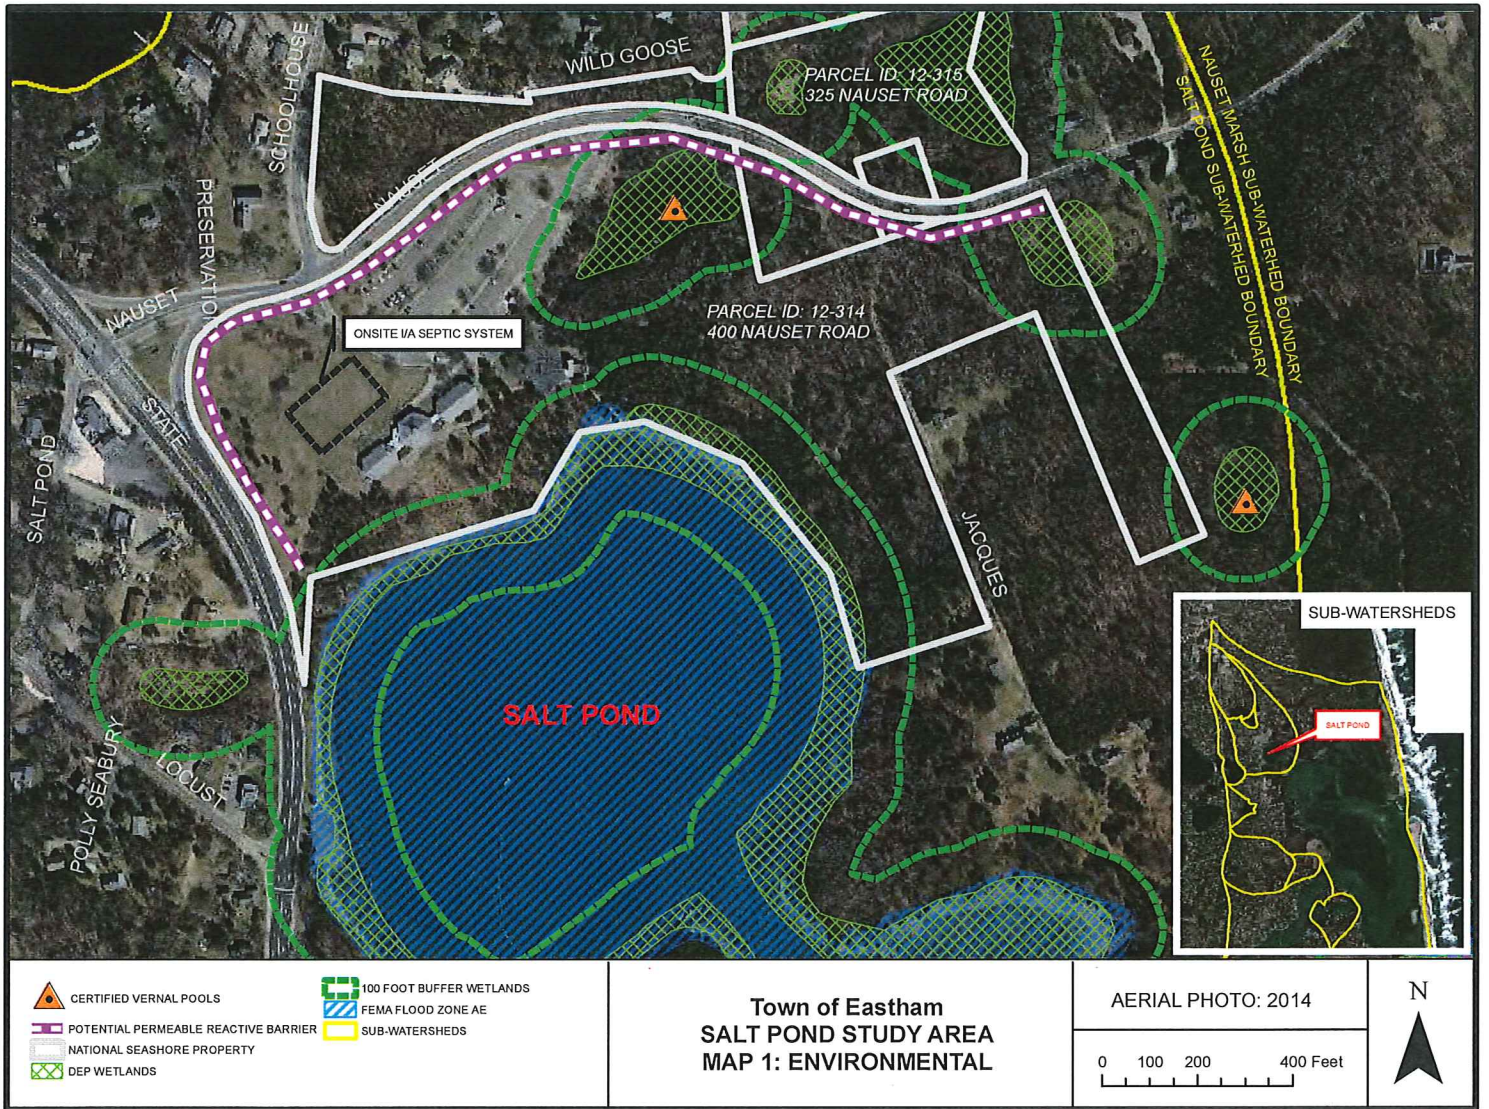 WILD GOOSE
SCHOOLHOUSE
PARCEL ID: 12-315
325 NAUSET ROAD
NAUSET MARSH SUB-WATERHED BOUNDARY
SALT POND SUB-WATERHED BOUNDARY
NAUSET
PRESERVATION
NAUSET
ONSITE I/A SEPTIC SYSTEM
PARCEL ID: 12-314
400 NAUSET ROAD
STATE
SALT POND
JACQUES
SALT POND
POLLY SEABURY
LOCUST
SUB-WATERSHEDS
SALT POND
CERTIFIED VERNAL POOLS
POTENTIAL PERMEABLE REACTIVE BARRIER
NATIONAL SEASHORE PROPERTY
DEP WETLANDS
100 FOOT BUFFER WETLANDS
FEMA FLOOD ZONE AE
SUB-WATERSHEDS
Town of Eastham
SALT POND STUDY AREA
MAP 1: ENVIRONMENTAL
AERIAL PHOTO: 2014
0 100 200 400 Feet
N